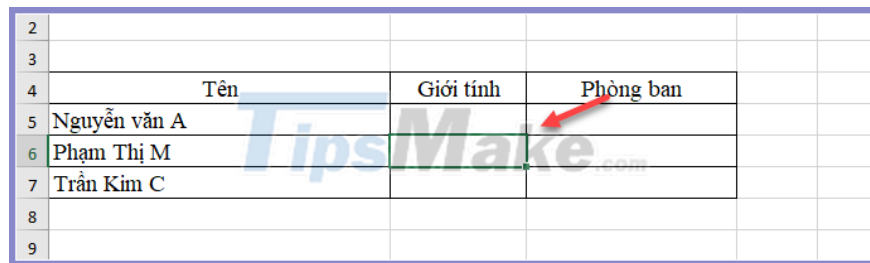 2
3
4 Tên Giới tính Phòng ban
5 Nguyễn văn A
6 Phạm Thị M
7 Trần Kim C
8
9
TipsMake.com